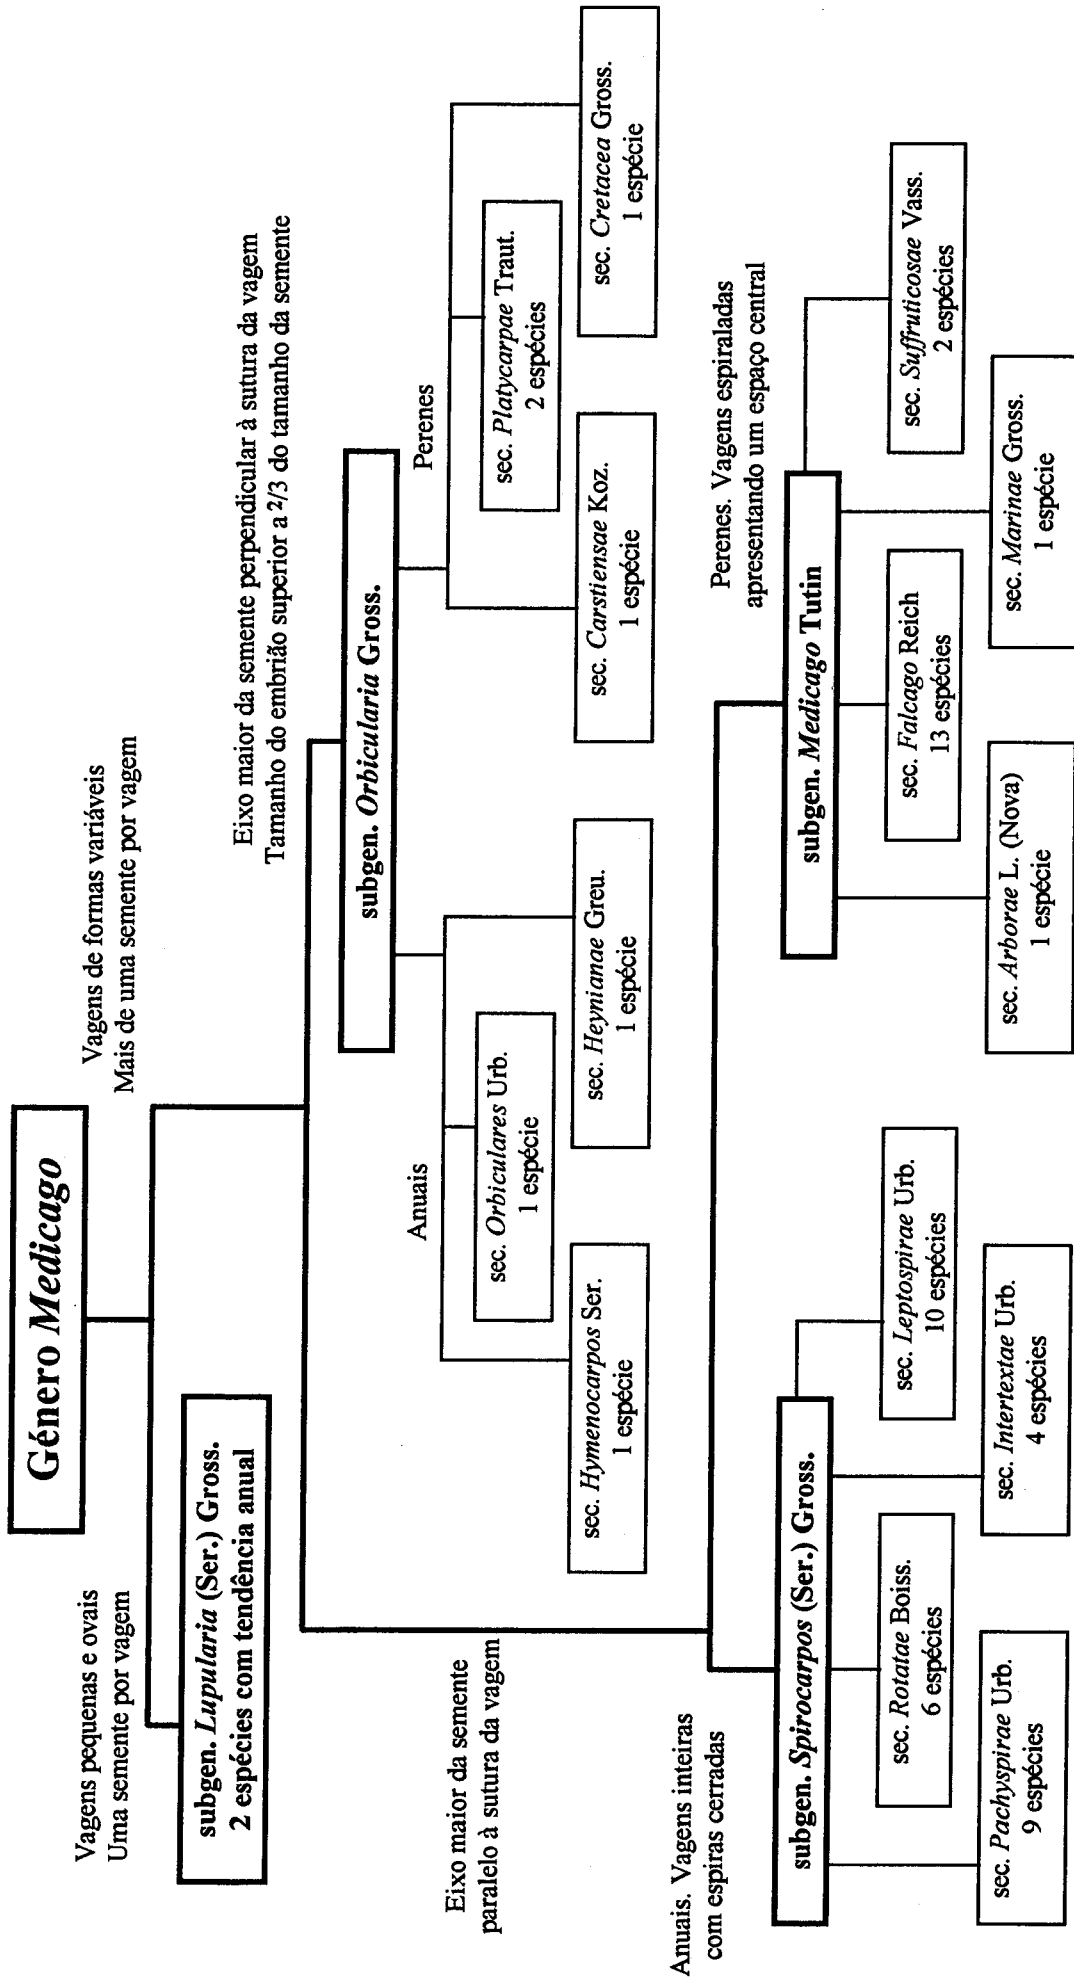 Género Medicago
Vagens pequenas e ovais
Uma semente por vagem
Vagens de formas variáveis
Mais de uma semente por vagem
subgen. Lupularia (Ser.) Gross.
2 espécies com tendência anual
Eixo maior da semente perpendicular à sutura da vagem
Tamanho do embrião superior a 2/3 do tamanho da semente
subgen. Orbicularia Gross.
Anuais
Perenes
sec. Orbiculares Urb.
1 espécie
sec. Platycarpae Traut.
2 espécies
sec. Hymenocarpos Ser.
1 espécie
sec. Heynianae Greu.
1 espécie
sec. Carstiensae Koz.
1 espécie
sec. Cretacea Gross.
1 espécie
Eixo maior da semente
paralelo à sutura da vagem
Anuais. Vagens inteiras
com espiras cerradas
Perenes. Vagens espiraladas
apresentando um espaço central
subgen. Spirocarpos (Ser.) Gross.
subgen. Medicago Tutin
sec. Rotatae Boiss.
6 espécies
sec. Leptospirae Urb.
10 espécies
sec. Falcago Reich
13 espécies
sec. Suffruticosae Vass.
2 espécies
sec. Pachyspirae Urb.
9 espécies
sec. Intertextae Urb.
4 espécies
sec. Arborae L. (Nova)
1 espécie
sec. Marinae Gross.
1 espécie